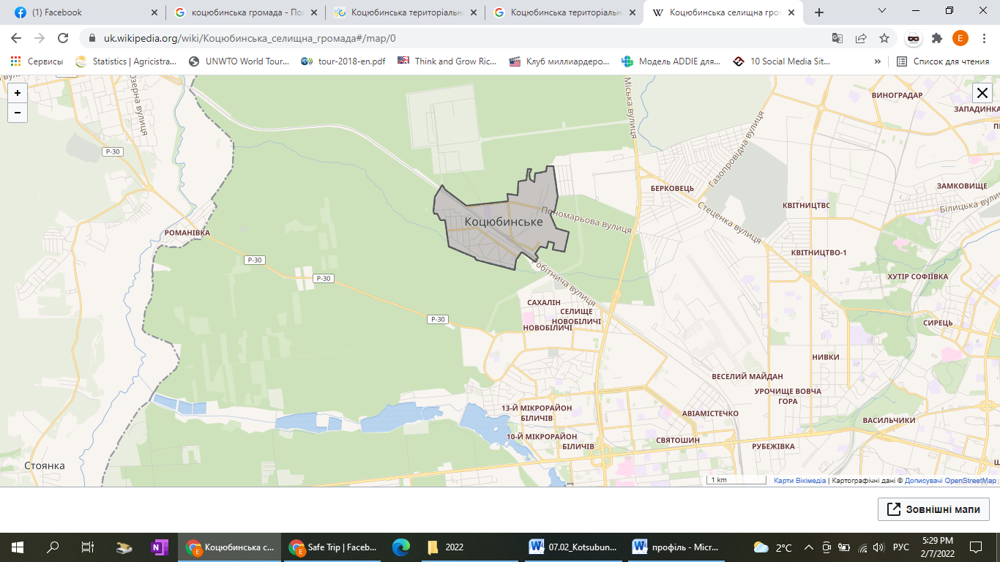 (1) Facebook
коцюбинська громада - Пош
Коцюбинська територіальна
Коцюбинська територіальн
Коцюбинська селищна гром
uk.wikipedia.org/wiki/Коцюбинська_селищна_громада#/map/0
E
Сервисы
Statistics | Agricistra...
UNWTO World Tour...
tour-2018-en.pdf
Think and Grow Ric...
Клуб миллиардеро...
Модель ADDIE для...
10 Social Media Sit...
»
Список для чтения
+
−
Озерна вулиця
Міська вулиця
ВИНОГРАДАР
ЗАПАДИНКА
Р-30
Газопровідна вулиця
БЕРКОВЕЦЬ
ЗАМКОВИЩЕ
Білицька вулиця
КВІТНИЦТВО
Стеценка вулиця
Коцюбинське
Пономарьова вулиця
РОМАНІВКА
Р-30
КВІТНИЦТВО-1
Р-30
Робітнича вулиця
ХУТІР СОФІЇВКА
САХАЛІН
СЕЛИЩЕ
НОВОБІЛИЧІ
НОВОБІЛИЧІ
Р-30
СИРЕЦЬ
НИВКИ
ВЕСЕЛИЙ МАЙДАН
УРОЧИЩЕ ВОВЧА
ГОРА
13-Й МІКРОРАЙОН
БІЛИЧІВ
АВІАМІСТЕЧКО
ВАСИЛЬЧИКИ
10-Й МІКРОРАЙОН
БІЛИЧІВ
СВЯТОШИН
РУБЕЖІВКА
Стоянка
1 km
Карти Вікімедіа | Картографічні дані © Дописувачі OpenStreetMap
Зовнішні мапи
E
Коцюбинська с...
E
Safe Trip | Faceb...
2022
07.02_Kotsubun...
профіль - Micr...
2°C
РУС
5:29 PM
2/7/2022